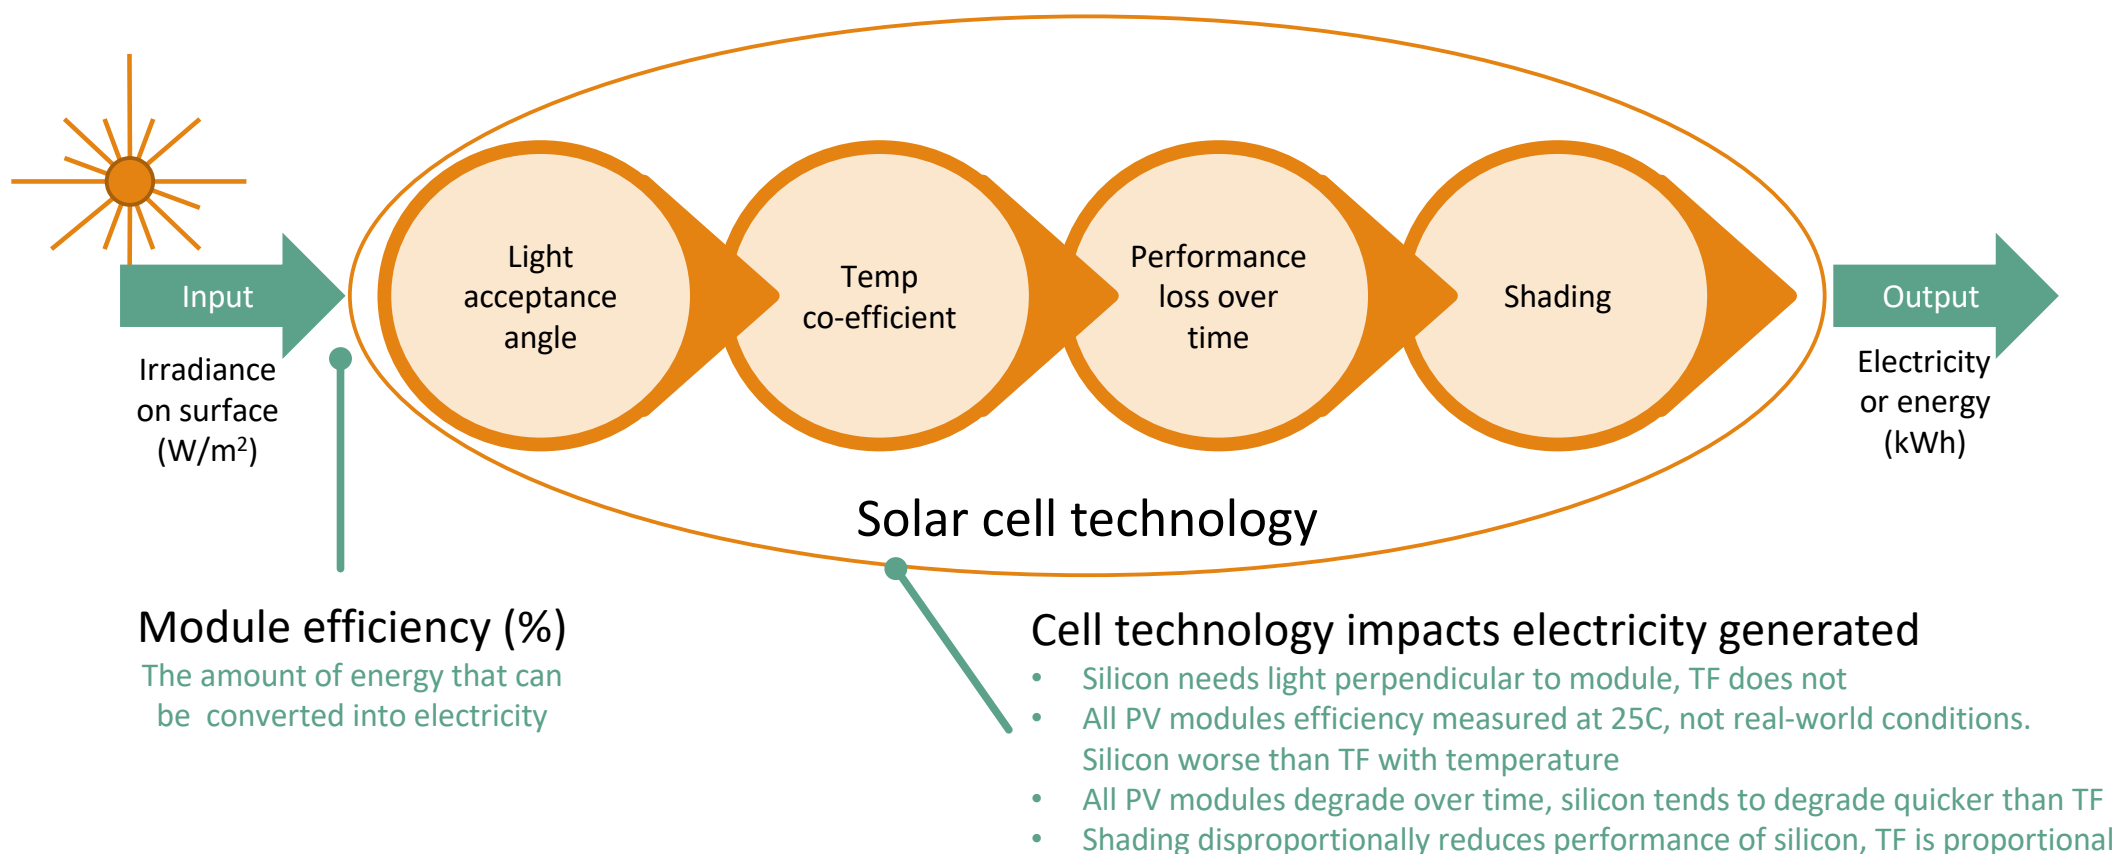 Input
Irradiance
on surface
(W/m²)
Light
acceptance
angle
Temp
co-efficient
Performance
loss over
time
Shading
Output
Electricity
or energy
(kWh)
Solar cell technology
Module efficiency (%)
The amount of energy that can
be converted into electricity
Cell technology impacts electricity generated
• Silicon needs light perpendicular to module, TF does not
• All PV modules efficiency measured at 25C, not real-world conditions.
Silicon worse than TF with temperature
• All PV modules degrade over time, silicon tends to degrade quicker than TF
• Shading disproportionally reduces performance of silicon, TF is proportional